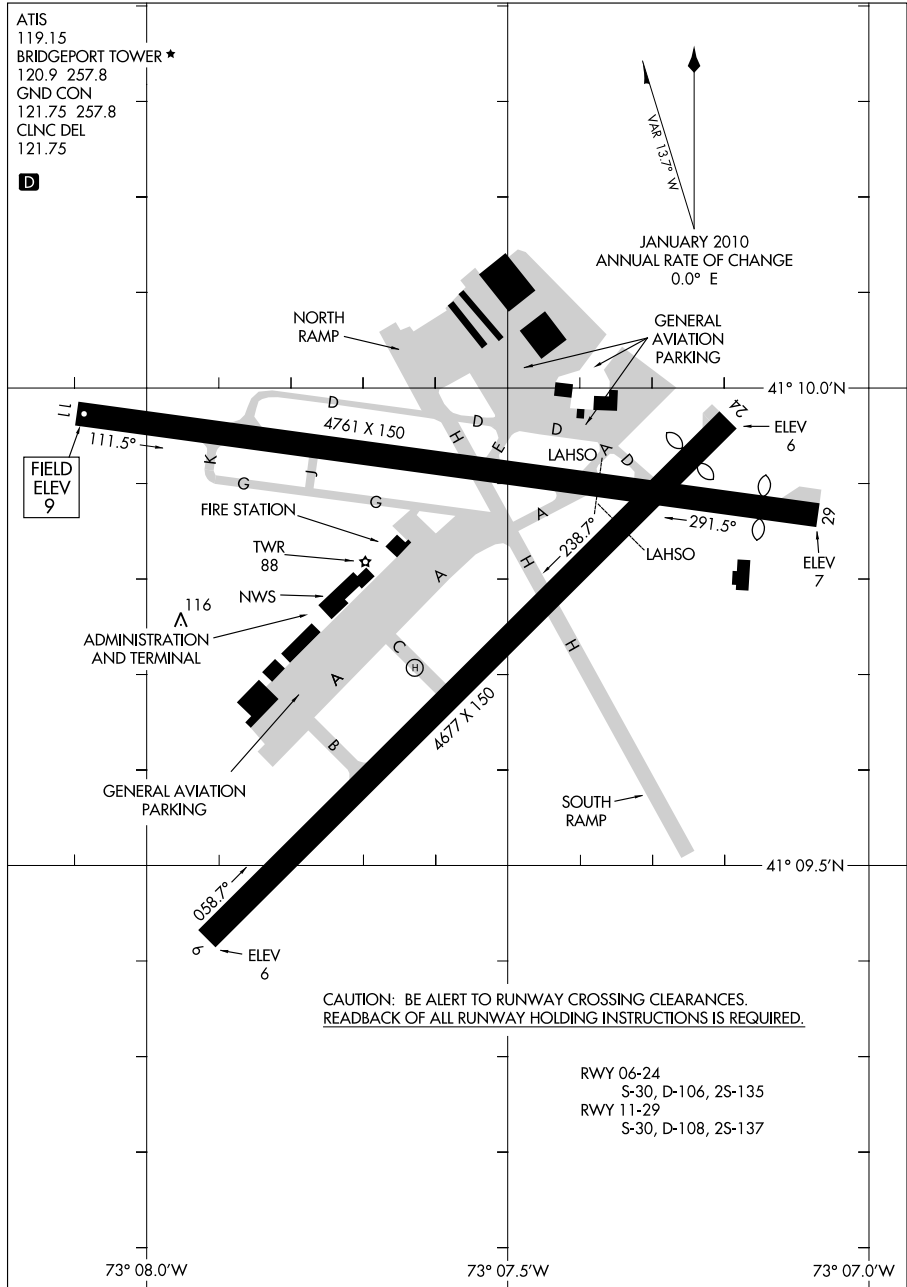 ATIS
119.15
BRIDGEPORT TOWER ★
120.9 257.8
GND CON
121.75 257.8
CLNC DEL
121.75
D
VAR 13.7° W
JANUARY 2010
ANNUAL RATE OF CHANGE
0.0° E
NORTH
RAMP
GENERAL
AVIATION
PARKING
41° 10.0'N
11
D
4761 X 150
D
D
H
E
A
D
24
ELEV
6
111.5°
LAHSO
FIELD
ELEV
9
K
J
G
G
FIRE STATION
A
238.7°
291.5°
29
TWR
88
H
LAHSO
ELEV
7
NWS
A
116
ADMINISTRATION
AND TERMINAL
C
H
H
A
4677 X 150
B
GENERAL AVIATION
PARKING
SOUTH
RAMP
41° 09.5'N
058.7°
6
ELEV
6
CAUTION: BE ALERT TO RUNWAY CROSSING CLEARANCES.
READBACK OF ALL RUNWAY HOLDING INSTRUCTIONS IS REQUIRED.
RWY 06-24
S-30, D-106, 2S-135
RWY 11-29
S-30, D-108, 2S-137
73° 08.0'W
73° 07.5'W
73° 07.0'W